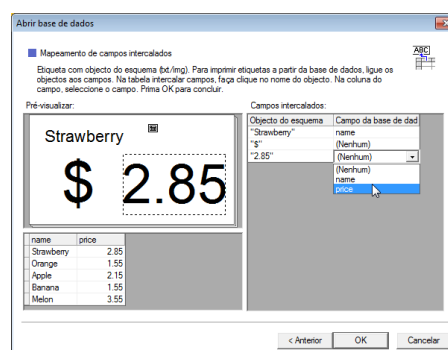 Abrir base de dados
Mapeamento de campos intercalados
ABC
Etiqueta com objecto do esquema (txt/img). Para imprimir etiquetas a partir da base de dados, ligue os
objectos aos campos. Na tabela intercalar campos, faça clique no nome do objecto. Na coluna do
campo, seleccione o campo. Prima OK para concluir.
Pré-visualizar:
Campos intercalados:
Strawberry
$ 2.85
Objecto do esquema Campo da base de dad
"Strawberry" name
"$" (Nenhum)
"2.85" (Nenhum)
(Nenhum)
name
price
name price
Strawberry 2.85
Orange 1.55
Apple 2.15
Banana 1.55
Melon 3.55
< Anterior
OK
Cancelar